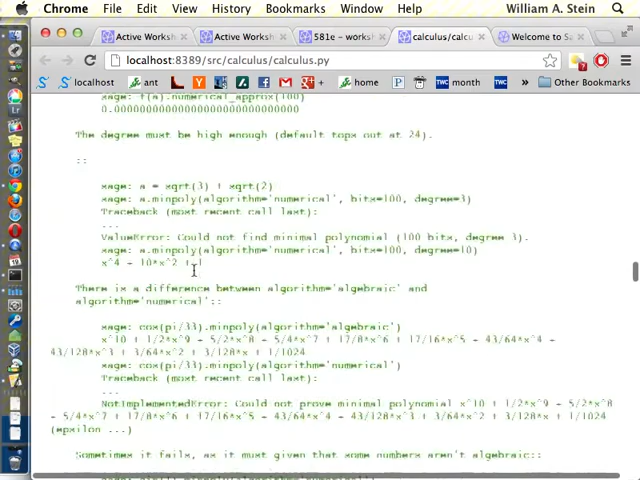 Chrome File Edit View History Bookmarks Window Help William A. Stein
Active Worksh Active Worksh 581e - works calculus/calcu Welcome to Sa
localhost:8389/src/calculus/calculus.py
localhost ant home month Other Bookmarks
sage: f(a).numerical_approx(100)
The degree must be high enough (default tops out at 24).
::
sage: a = sqrt(3) + sqrt(2)
sage: a.minpoly(algorithm='numerical', bits=100, degree=3)
Traceback (most recent call last):
...
ValueError: Could not find minimal polynomial (100 bits, degree 3).
sage: a.minpoly(algorithm='numerical', bits=100, degree=10)
x^4 - 10*x^2 + 1
There is a difference between algorithm='algebraic' and
algorithm='numerical'::
sage: cos(pi/33).minpoly(algorithm='algebraic')
x^10 + 1/2*x^9 - 5/2*x^8 - 5/4*x^7 + 17/8*x^6 + 17/16*x^5 - 43/64*x^4 -
43/128*x^3 + 3/64*x^2 + 3/128*x + 1/1024
sage: cos(pi/33).minpoly(algorithm='numerical')
Traceback (most recent call last):
...
NotImplementedError: Could not prove minimal polynomial x^10 + 1/2*x^9 - 5/2*x^8
- 5/4*x^7 + 17/8*x^6 + 17/16*x^5 - 43/64*x^4 - 43/128*x^3 + 3/64*x^2 + 3/128*x + 1/1024
(epsilon ...)
Sometimes it fails, as it must given that some numbers aren't algebraic::